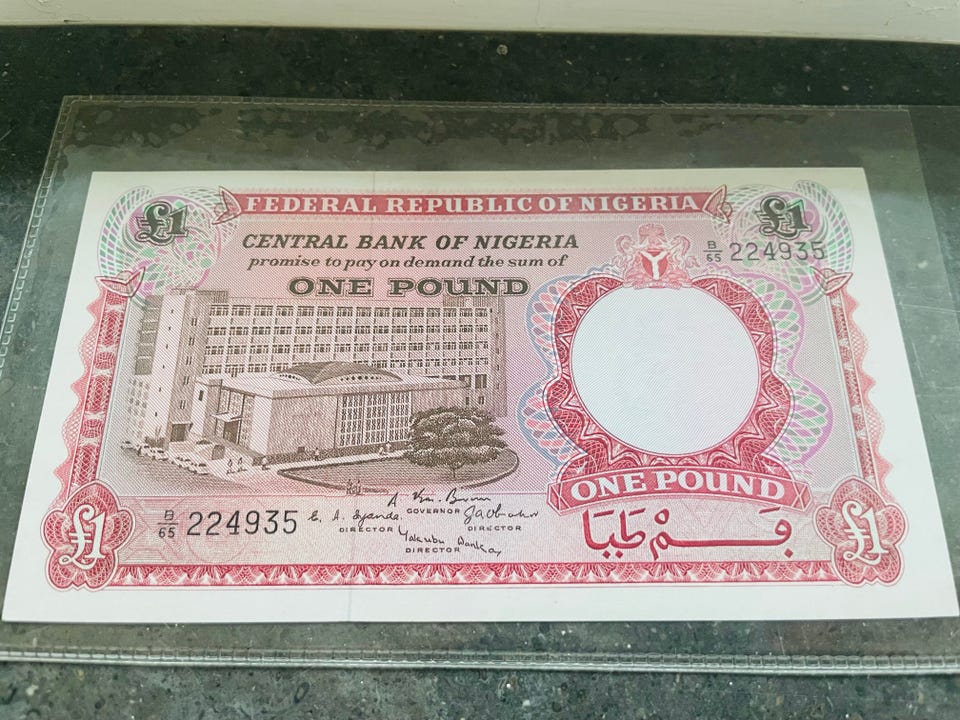 FEDERAL REPUBLIC OF NIGERIA
£1
£1
CENTRAL BANK OF NIGERIA
promise to pay on demand the sum of
ONE POUND
B/65 224935
ONE POUND
B/65 224935
GOVERNOR
DIRECTOR
DIRECTOR
DIRECTOR
£1
£1